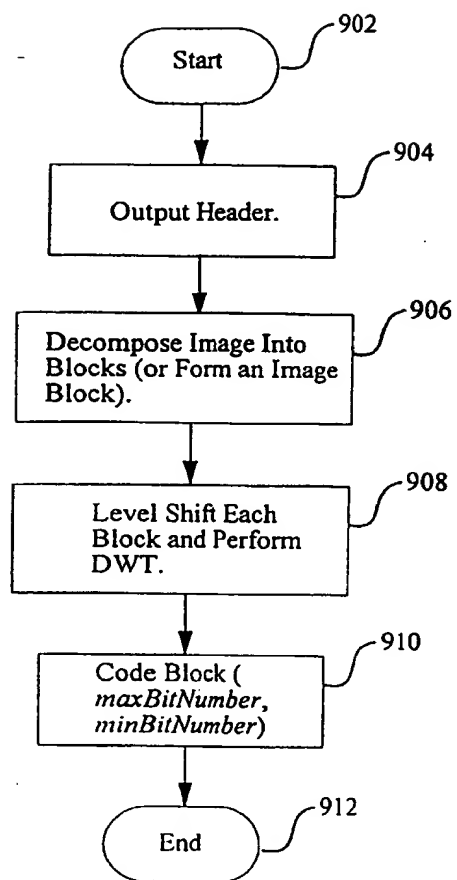 902
Start
904
Output Header.
906
Decompose Image Into
Blocks (or Form an Image
Block).
908
Level Shift Each
Block and Perform
DWT.
910
Code Block (
maxBitNumber,
minBitNumber)
912
End